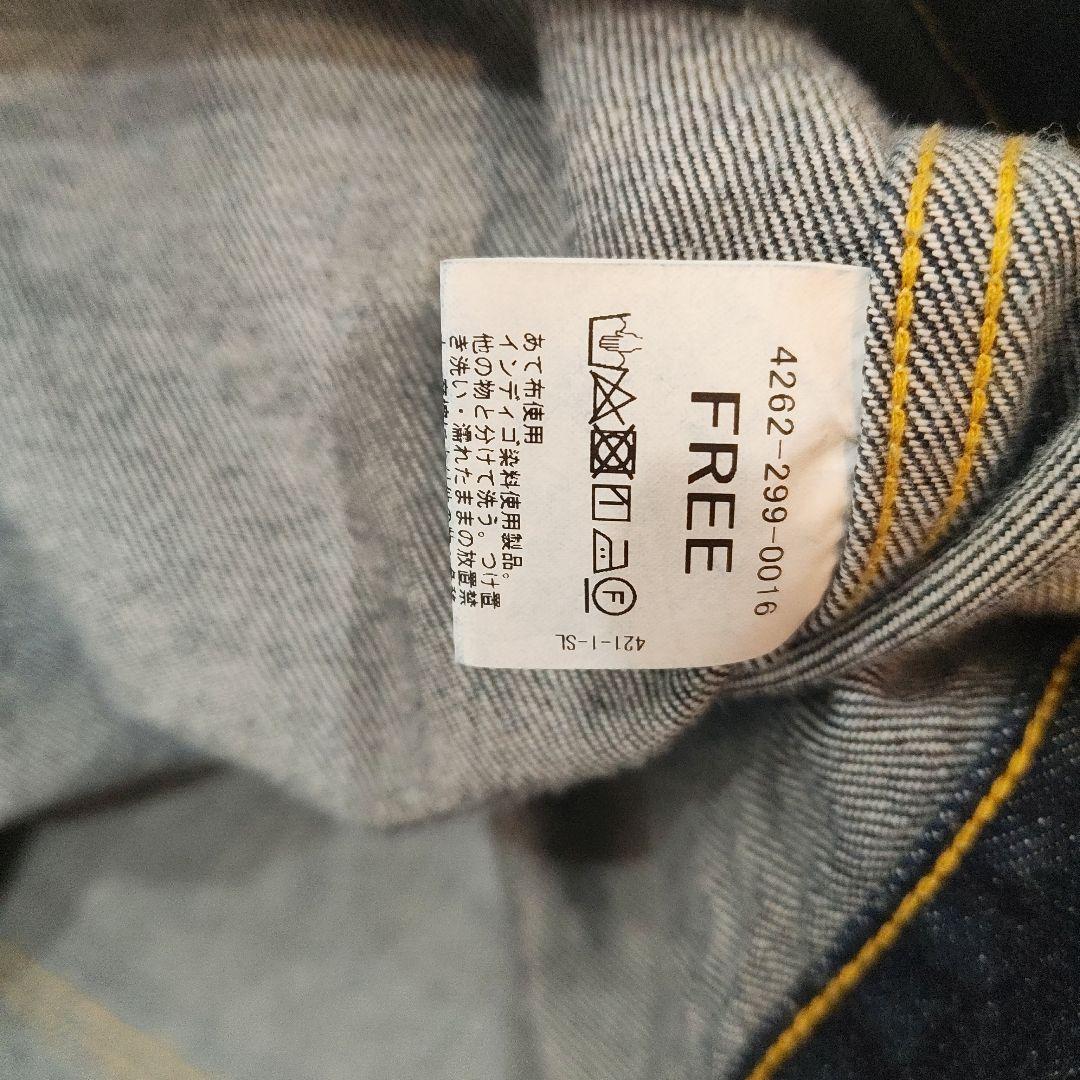 4262-299-0016
FREE
F
あて布使用
インディゴ染料使用製品。
他の物と分けて洗う。つけ置
き洗い・濡れたままの放置禁
421-1-SL